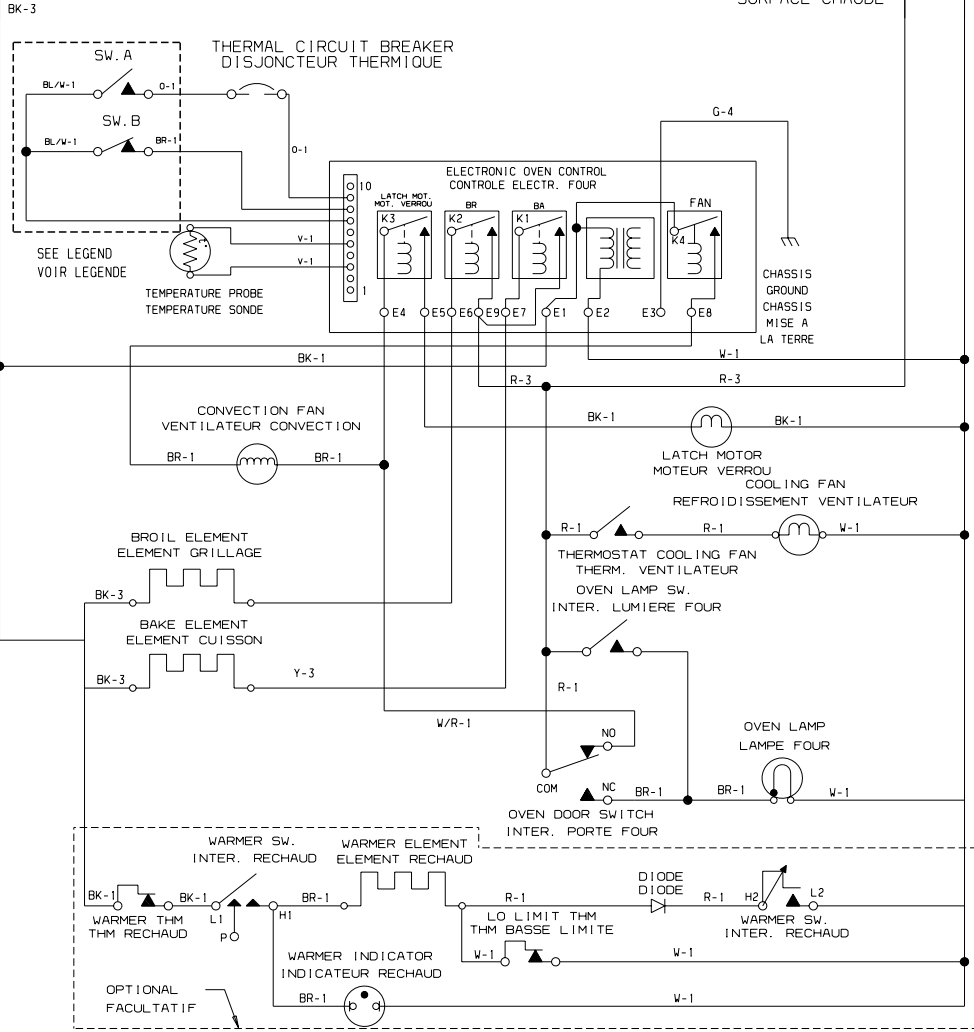 BK-3
SURFACE CHAUDE
SW.A
BL/W-1
O-1
THERMAL CIRCUIT BREAKER
DISJONCTEUR THERMIQUE
SW.B
BL/W-1
BR-1
O-1
G-4
ELECTRONIC OVEN CONTROL
CONTROLE ELECTR. FOUR
10
LATCH MOT.
MOT. VERROU
BR
BA
FAN
K3
K2
K1
K4
SEE LEGEND
VOIR LEGENDE
V-1
V-1
1
TEMPERATURE PROBE
TEMPERATURE SONDE
CHASSIS
GROUND
CHASSIS
MISE A
LA TERRE
E4
E5
E6
E9
E7
E1
E2
E3
E8
BK-1
W-1
R-3
R-3
CONVECTION FAN
VENTILATEUR CONVECTION
BR-1
BR-1
BK-1
BK-1
LATCH MOTOR
MOTEUR VERROU
COOLING FAN
REFROIDISSEMENT VENTILATEUR
R-1
R-1
W-1
THERMOSTAT COOLING FAN
THERM. VENTILATEUR
BROIL ELEMENT
ELEMENT GRILLAGE
BK-3
OVEN LAMP SW.
INTER. LUMIERE FOUR
BAKE ELEMENT
ELEMENT CUISSON
BK-3
Y-3
R-1
W/R-1
NO
COM
NC
BR-1
OVEN LAMP
LAMPE FOUR
BR-1
W-1
OVEN DOOR SWITCH
INTER. PORTE FOUR
WARMER SW.
INTER. RECHAUD
WARMER ELEMENT
ELEMENT RECHAUD
DIODE
DIODE
BK-1
BK-1
L1
P
H1
BR-1
R-1
R-1
H2
L2
WARMER THM
THM RECHAUD
LO LIMIT THM
THM BASSE LIMITE
WARMER SW.
INTER. RECHAUD
W-1
W-1
WARMER INDICATOR
INDICATEUR RECHAUD
OPTIONAL
FACULTATIF
BR-1
W-1